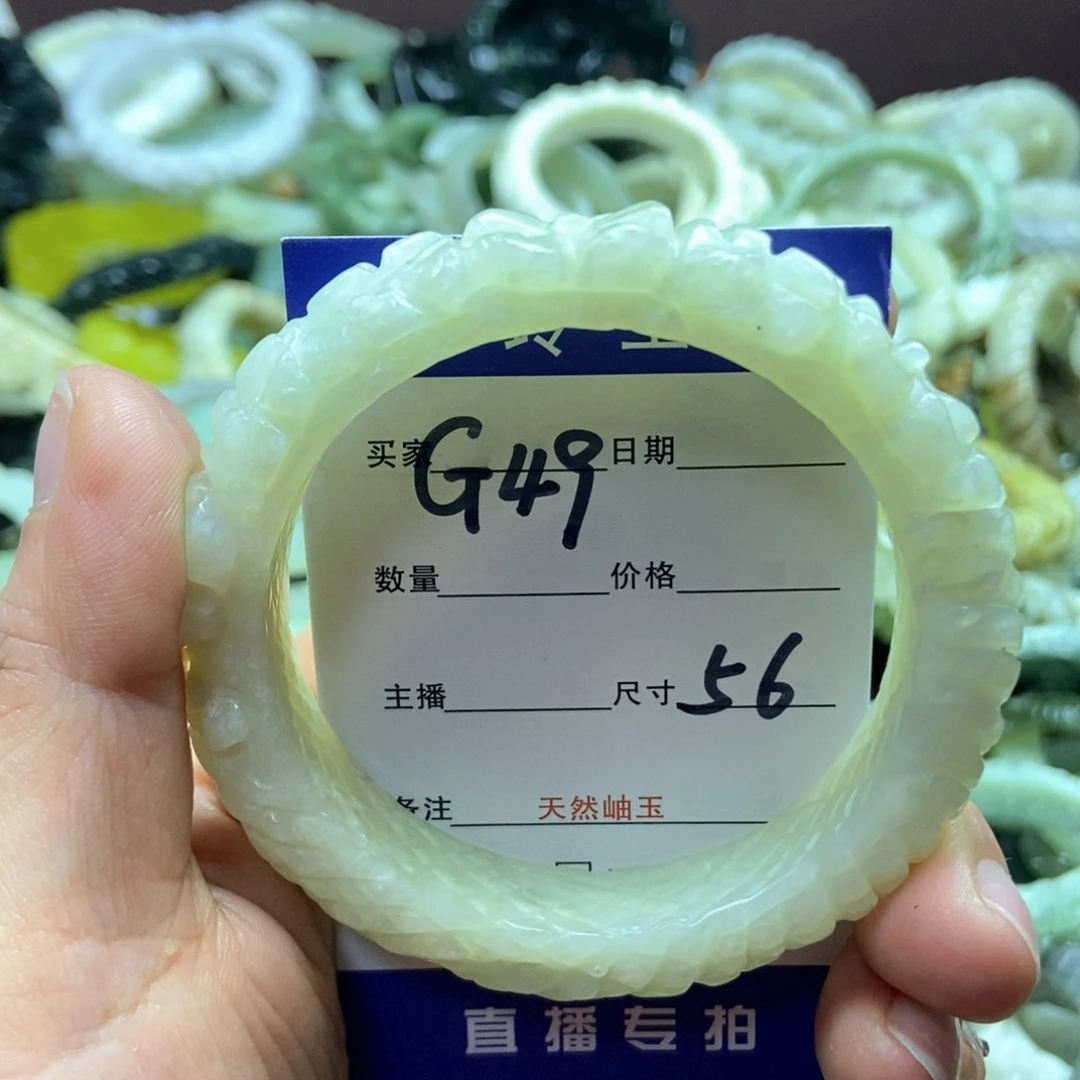 买家 G49 日期
数量 价格
主播 尺寸 56
备注 天然岫玉
直播专拍